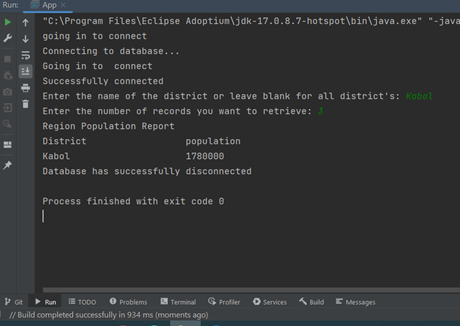 Run: App
"C:\Program Files\Eclipse Adoptium\jdk-17.0.8.7-hotspot\bin\java.exe" "-java
going in to connect
Connecting to database...
Going in to  connect
Successfully connected
Enter the name of the district or leave blank for all district's: Kabol
Enter the number of records you want to retrieve: 3
Region Population Report
District population
Kabol 1780000
Database has successfully disconnected
Process finished with exit code 0
Git Run TODO Problems Terminal Profiler Services Build Messages
// Build completed successfully in 934 ms (moments ago)